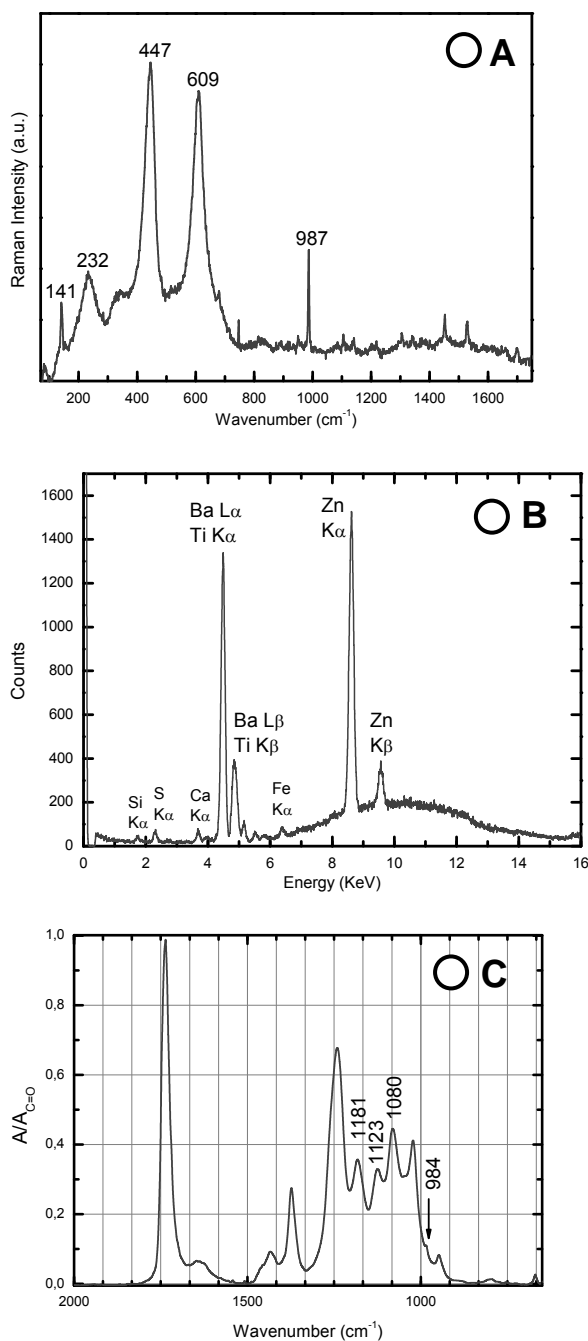 A
447
609
987
232
141
Raman Intensity (a.u.)
200 400 600 800 1000 1200 1400 1600
Wavenumber (cm-1)
B
1600
1400
1200
1000
800
600
400
200
0
Counts
Ba Lα
Ti Kα
Zn
Kα
Ba Lβ
Ti Kβ
Zn
Kβ
Si
Kα
S
Kα
Ca
Kα
Fe
Kα
0 2 4 6 8 10 12 14 16
Energy (KeV)
C
1,0
0,8
0,6
0,4
0,2
0,0
A/AC=O
1181
1123
1080
984
2000 1500 1000
Wavenumber (cm-1)